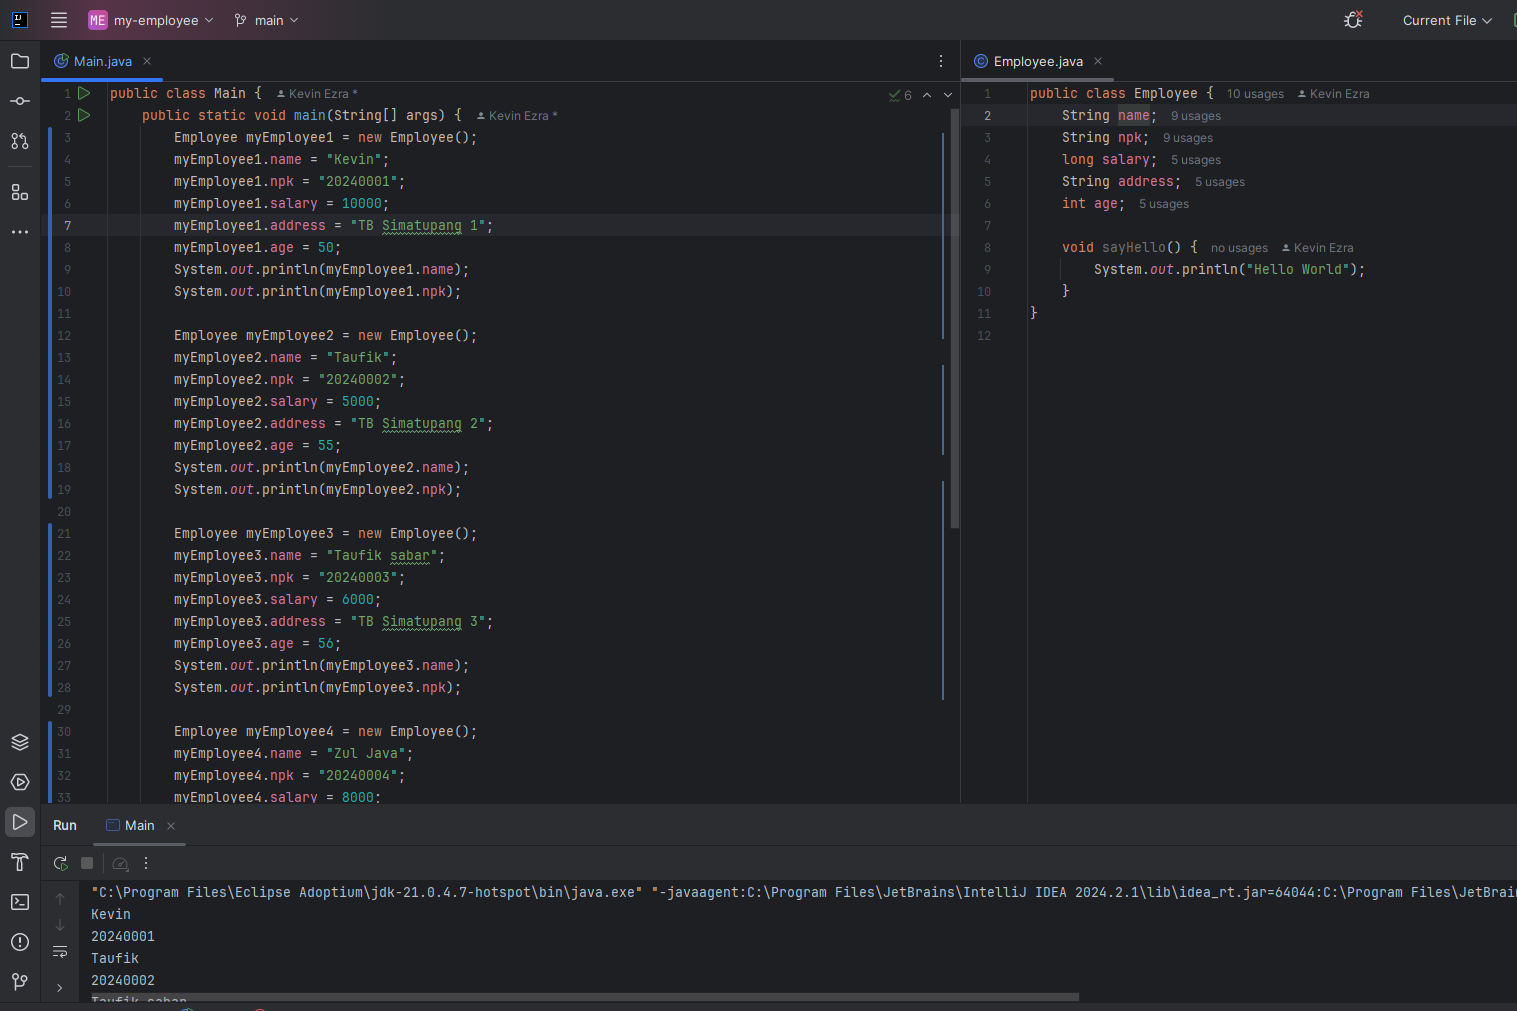 ME my-employee main Current File
Main.java
1 public class Main { Kevin Ezra *
2 public static void main(String[] args) { Kevin Ezra *
3 Employee myEmployee1 = new Employee();
4 myEmployee1.name = "Kevin";
5 myEmployee1.npk = "20240001";
6 myEmployee1.salary = 10000;
7 myEmployee1.address = "TB Simatupang 1";
8 myEmployee1.age = 50;
9 System.out.println(myEmployee1.name);
10 System.out.println(myEmployee1.npk);
11
12 Employee myEmployee2 = new Employee();
13 myEmployee2.name = "Taufik";
14 myEmployee2.npk = "20240002";
15 myEmployee2.salary = 5000;
16 myEmployee2.address = "TB Simatupang 2";
17 myEmployee2.age = 55;
18 System.out.println(myEmployee2.name);
19 System.out.println(myEmployee2.npk);
20
21 Employee myEmployee3 = new Employee();
22 myEmployee3.name = "Taufik sabar";
23 myEmployee3.npk = "20240003";
24 myEmployee3.salary = 6000;
25 myEmployee3.address = "TB Simatupang 3";
26 myEmployee3.age = 56;
27 System.out.println(myEmployee3.name);
28 System.out.println(myEmployee3.npk);
29
30 Employee myEmployee4 = new Employee();
31 myEmployee4.name = "Zul Java";
32 myEmployee4.npk = "20240004";
33 myEmployee4.salary = 8000;
6
Employee.java
1 public class Employee { 10 usages Kevin Ezra
2 String name; 9 usages
3 String npk; 9 usages
4 long salary; 5 usages
5 String address; 5 usages
6 int age; 5 usages
7
8 void sayHello() { no usages Kevin Ezra
9 System.out.println("Hello World");
10 }
11 }
12
Run Main
"C:\Program Files\Eclipse Adoptium\jdk-21.0.4.7-hotspot\bin\java.exe" "-javaagent:C:\Program Files\JetBrains\IntelliJ IDEA 2024.2.1\lib\idea_rt.jar=64044:C:\Program Files\JetBrain
Kevin
20240001
Taufik
20240002
Taufik sabar